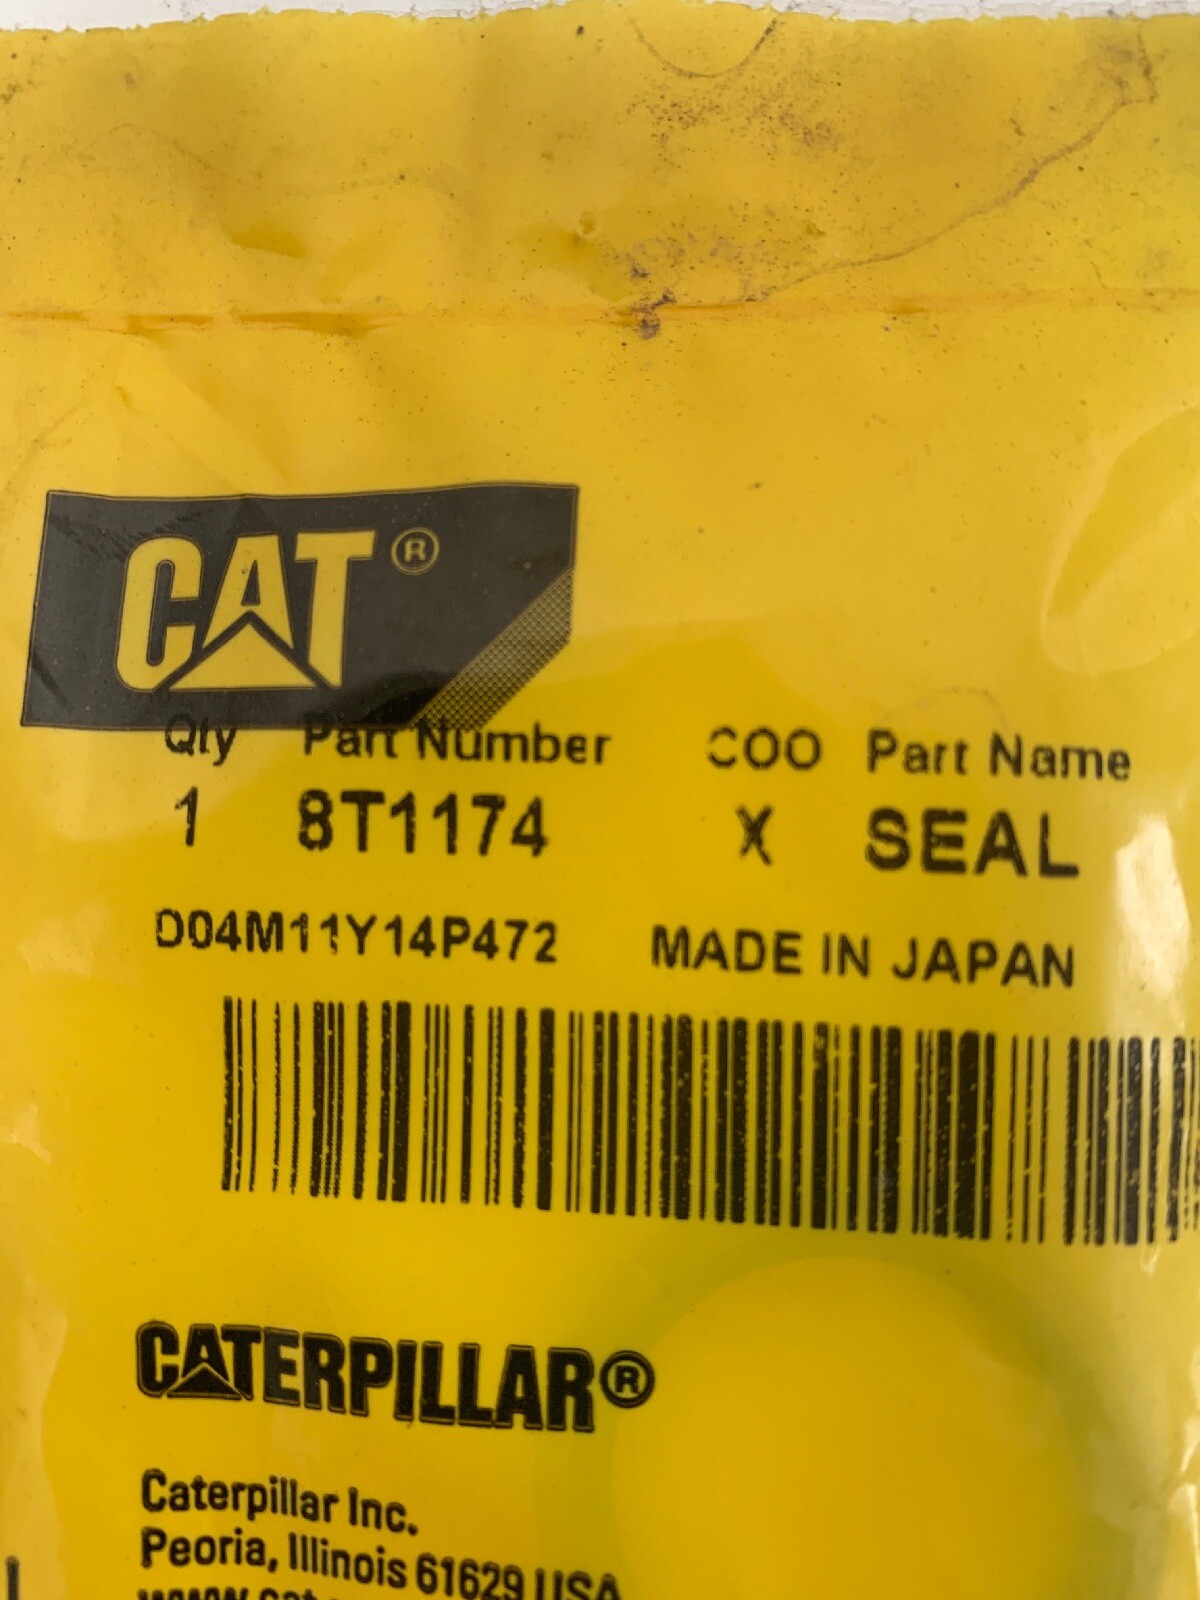 CAT®
Qty Part Number COO Part Name
1 8T1174 X SEAL
D04M11Y14P472 MADE IN JAPAN
CATERPILLAR®
Caterpillar Inc.
Peoria, Illinois 61629 USA